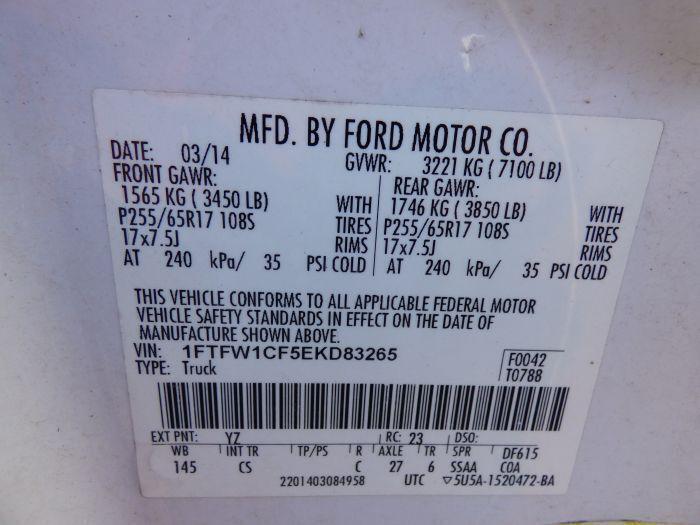 MFD. BY FORD MOTOR CO.
DATE: 03/14 GVWR: 3221 KG ( 7100 LB)
FRONT GAWR: REAR GAWR:
1565 KG ( 3450 LB) WITH 1746 KG ( 3850 LB) WITH
P255/65R17 108S TIRES P255/65R17 108S TIRES
17x7.5J RIMS 17x7.5J RIMS
AT 240 kPa/ 35 PSI COLD AT 240 kPa/ 35 PSI COLD
THIS VEHICLE CONFORMS TO ALL APPLICABLE FEDERAL MOTOR
VEHICLE SAFETY STANDARDS IN EFFECT ON THE DATE OF
MANUFACTURE SHOWN ABOVE.
VIN: 1FTFW1CF5EKD83265 F0042
TYPE: Truck T0788
EXT PNT: YZ RC: 23 DSO:
WB INT TR TP/PS R AXLE TR SPR DF615
145 CS C 27 6 SSAA COA
2201403084958 UTC ▽5U5A-1520472-BA